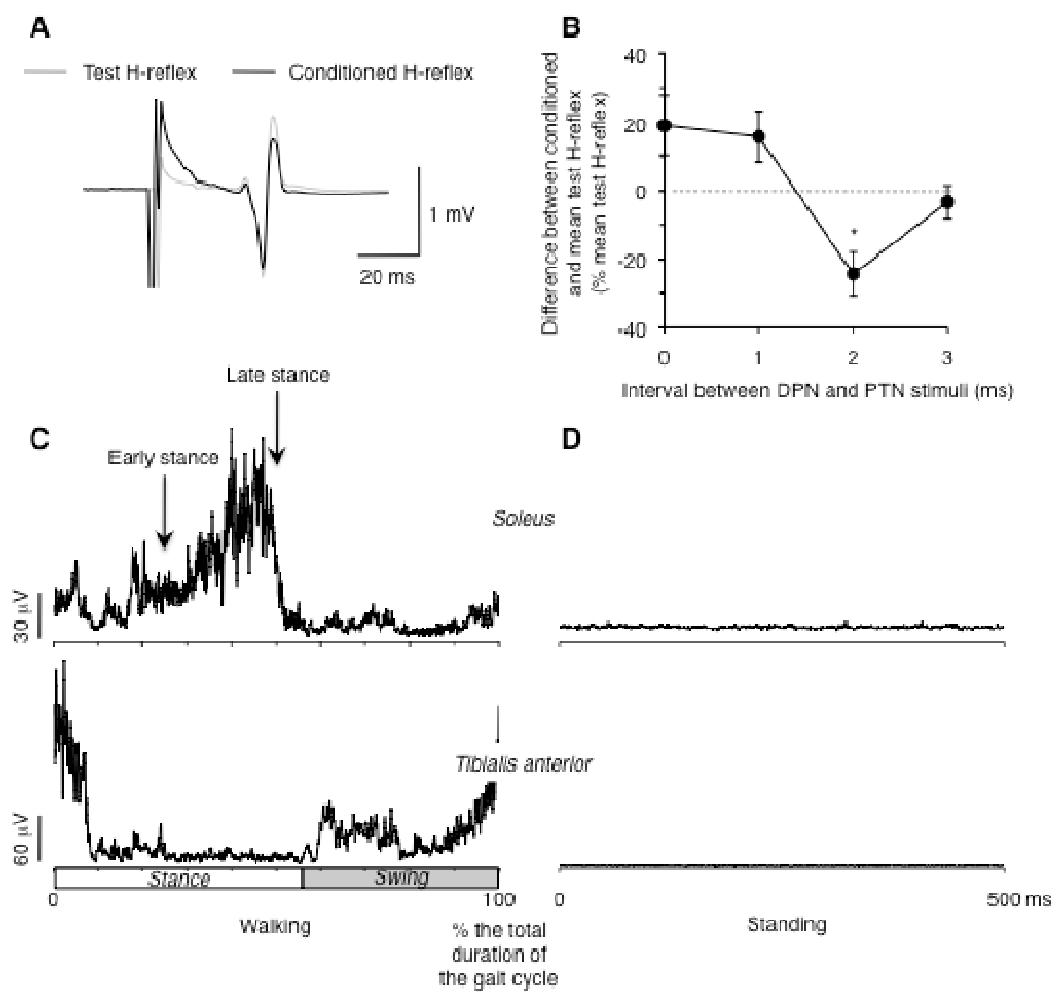 A
Test H-reflex
Conditioned H-reflex
1 mV
20 ms
B
Difference between conditioned
and mean test H-reflex
(% mean test H-reflex)
40
20
0
-20
-40
*
0
1
2
3
Interval between DPN and PTN stimuli (ms)
C
Early stance
Late stance
30 µV
Soleus
D
60 µV
Tibialis anterior
Stance
Swing
0
100
Walking
% the total
duration of
the gait cycle
0
500 ms
Standing